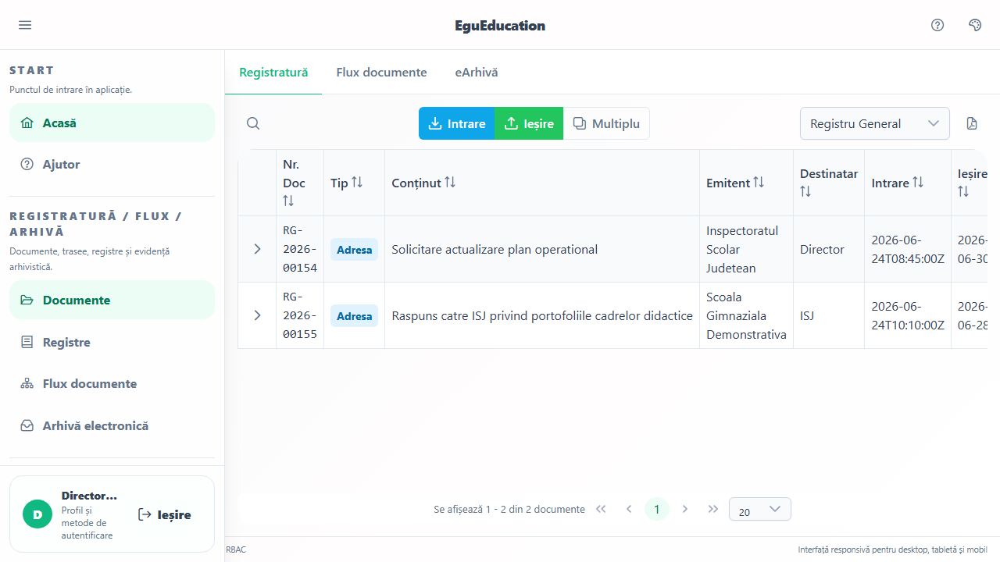 EguEducation
START
Punctul de intrare în aplicație.
Acasă
Ajutor
REGISTRATURĂ / FLUX /
ARHIVĂ
Documente, trasee, registre și evidență
arhivistică.
Documente
Registre
Flux documente
Arhivă electronică
Director...
D
Profil și
metode de
autentificare
Ieșire
Registratură
Flux documente
eArhivă
Intrare
Ieșire
Multiplu
Registru General
Nr.
Doc
Tip
Conținut
Emitent
Destinatar
Intrare
Ieșire
RG-
2026-
00154
Adresa
Solicitare actualizare plan operational
Inspectoratul
Scolar
Judetean
Director
2026-06-
24T08:45:00Z
2026-
06-30
RG-
2026-
00155
Adresa
Raspuns catre ISJ privind portofoliile cadrelor didactice
Scoala
Gimnaziala
Demonstrativa
ISJ
2026-06-
24T10:10:00Z
2026-
06-28
Se afișează 1 - 2 din 2 documente
1
20
RBAC
Interfață responsivă pentru desktop, tabletă și mobil